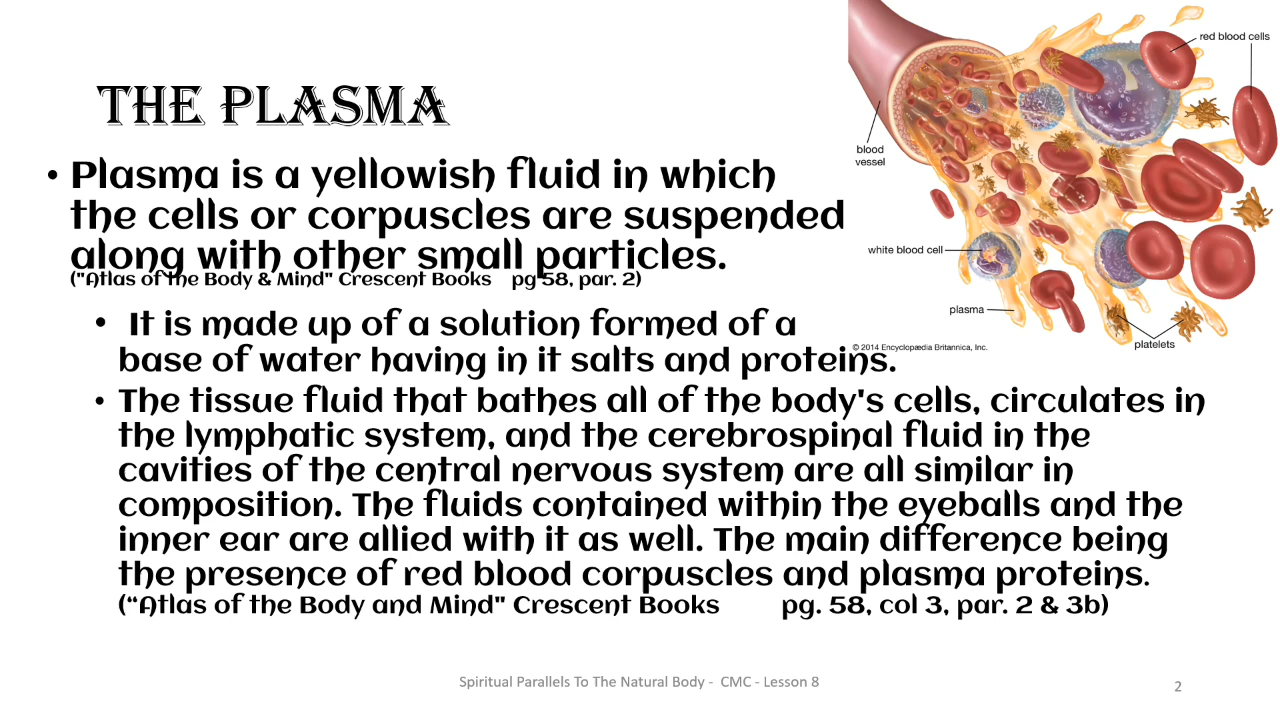 THE PLASMA
• Plasma is a yellowish fluid in which
the cells or corpuscles are suspended
along with other small particles.
("Atlas of the Body & Mind" Crescent Books pg 58, par. 2)
• It is made up of a solution formed of a
base of water having in it salts and proteins.
• The tissue fluid that bathes all of the body's cells, circulates in
the lymphatic system, and the cerebrospinal fluid in the
cavities of the central nervous system are all similar in
composition. The fluids contained within the eyeballs and the
inner ear are allied with it as well. The main difference being
the presence of red blood corpuscles and plasma proteins.
(“Atlas of the Body and Mind" Crescent Books pg. 58, col 3, par. 2 & 3b)
red blood cells
blood
vessel
white blood cell
plasma
platelets
© 2014 Encyclopædia Britannica, Inc.
Spiritual Parallels To The Natural Body - CMC - Lesson 8
2